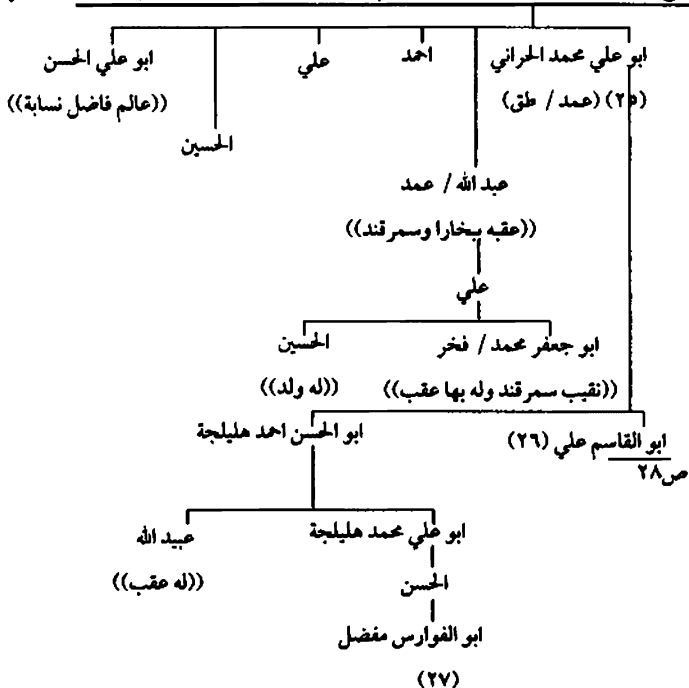 ابو علي محمد الحراني
احمد
علي
ابو علي الحسن
(٢٥) (عمد / طق)
((عالم فاضل نسابة))
الحسين
عبد الله / عمد
((عقبه ببخارا وسمرقند))
علي
ابو جعفر محمد / فخر
الحسين
((نقيب سمرقند وله بها عقب))
((له ولد))
ابو القاسم علي (٢٦)
ابو الحسن احمد هليلجة
ص٢٨
ابو علي محمد هليلجة
عبيد الله
الحسن
((له عقب))
ابو الفوارس مفضل
(٢٧)